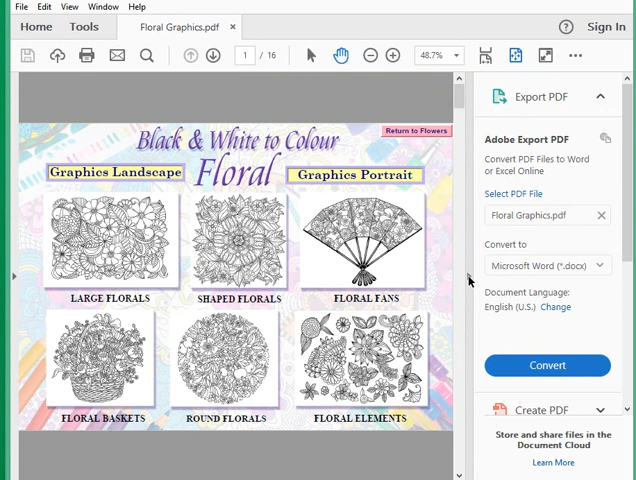 File Edit View Window Help
Home Tools Floral Graphics.pdf × ? Sign In
1 / 16 48.7%
Export PDF
Adobe Export PDF
Convert PDF Files to Word
or Excel Online
Select PDF File
Floral Graphics.pdf
Convert to
Microsoft Word (*.docx)
Document Language:
English (U.S.) Change
Convert
Create PDF
Store and share files in the
Document Cloud
Learn More
Black & White to Colour
Return to Flowers
Graphics Landscape
Floral
Graphics Portrait
LARGE FLORALS
SHAPED FLORALS
FLORAL FANS
FLORAL BASKETS
ROUND FLORALS
FLORAL ELEMENTS